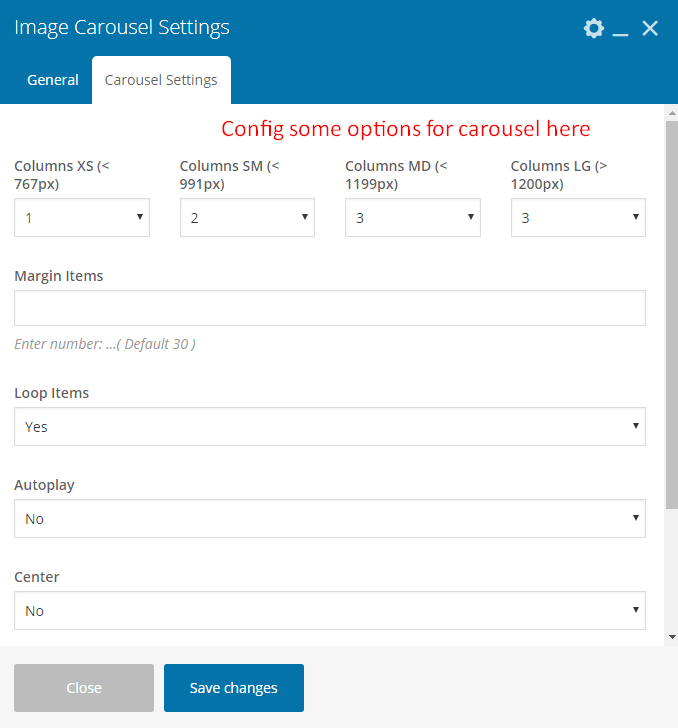 Image Carousel Settings
General
Carousel Settings
Config some options for carousel here
Columns XS (<
767px)
Columns SM (<
991px)
Columns MD (<
1199px)
Columns LG (>
1200px)
1
2
3
3
Margin Items
Enter number: ...( Default 30 )
Loop Items
Yes
Autoplay
No
Center
No
Close
Save changes